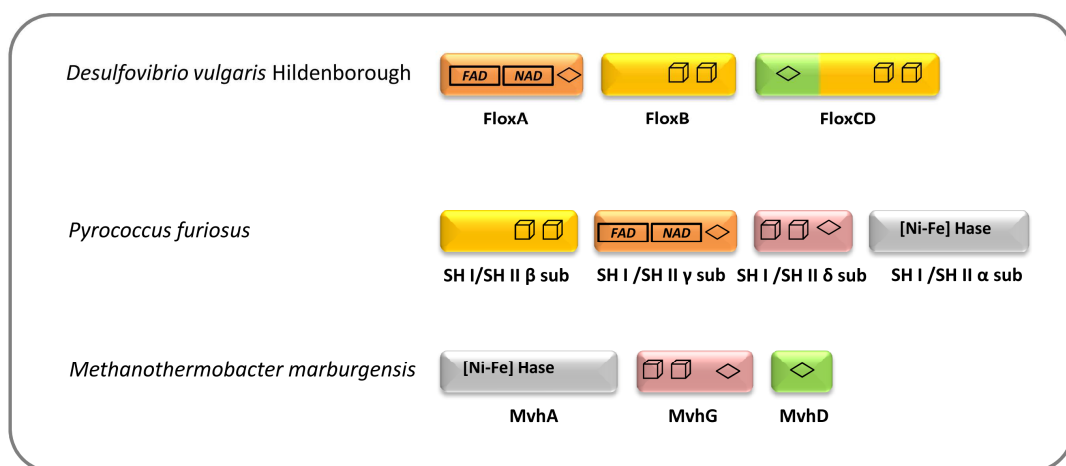 Desulfovibrio vulgaris Hildenborough
FAD NAD
FloxA FloxB FloxCD
Pyrococcus furiosus
FAD NAD [Ni-Fe] Hase
SH I/SH II β sub SH I /SH II γ sub SH I /SH II δ sub SH I /SH II α sub
Methanothermobacter marburgensis
[Ni-Fe] Hase
MvhA MvhG MvhD